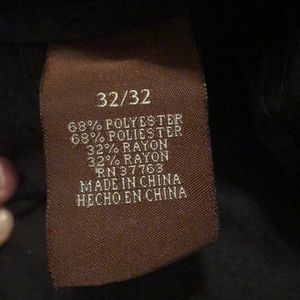 32/32
68% POLYESTER
68% POLIESTER
32% RAYON
32% RAYON
RN 37763
MADE IN CHINA
HECHO EN CHINA